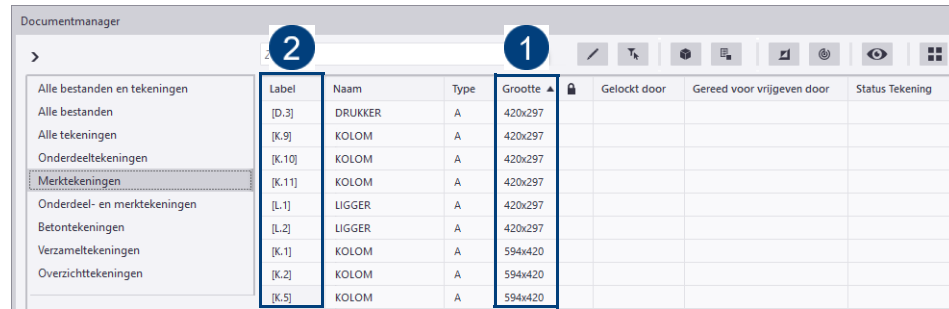 Documentmanager
2 1
Alle bestanden en tekeningen Label Naam Type Grootte Gelockt door Gereed voor vrijgeven door Status Tekening
Alle bestanden [D.3] DRUKKER A 420x297
Alle tekeningen [K.9] KOLOM A 420x297
Onderdeeltekeningen [K.10] KOLOM A 420x297
Merktekeningen [K.11] KOLOM A 420x297
Onderdeel- en merktekeningen [L.1] LIGGER A 420x297
Betontekeningen [L.2] LIGGER A 420x297
Verzameltekeningen [K.1] KOLOM A 594x420
Overzichttekeningen [K.2] KOLOM A 594x420
[K.5] KOLOM A 594x420